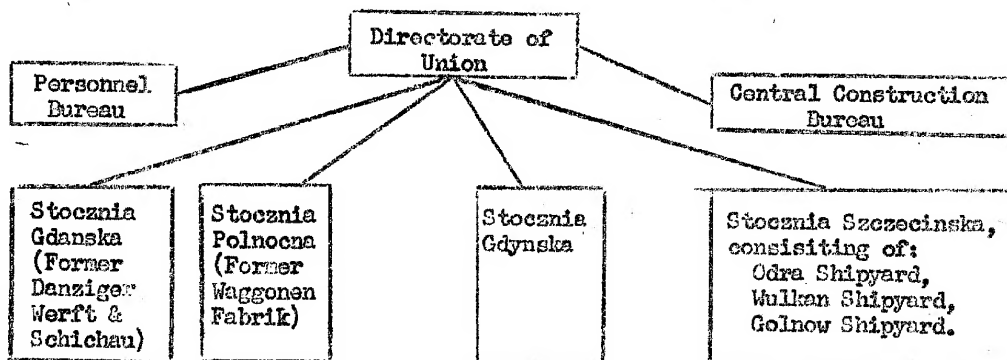 Directorate of
Union
Personnel
Bureau
Central Construction
Bureau
Stocznia
Gdanska
(Former
Danziger
Werft &
Schichau)
Stocznia
Polnocna
(Former
Waggonen
Fabrik)
Stocznia
Gdynska
Stocznia Szczecinska,
consisiting of:
Odra Shipyard,
Wulkan Shipyard,
Golnow Shipyard.